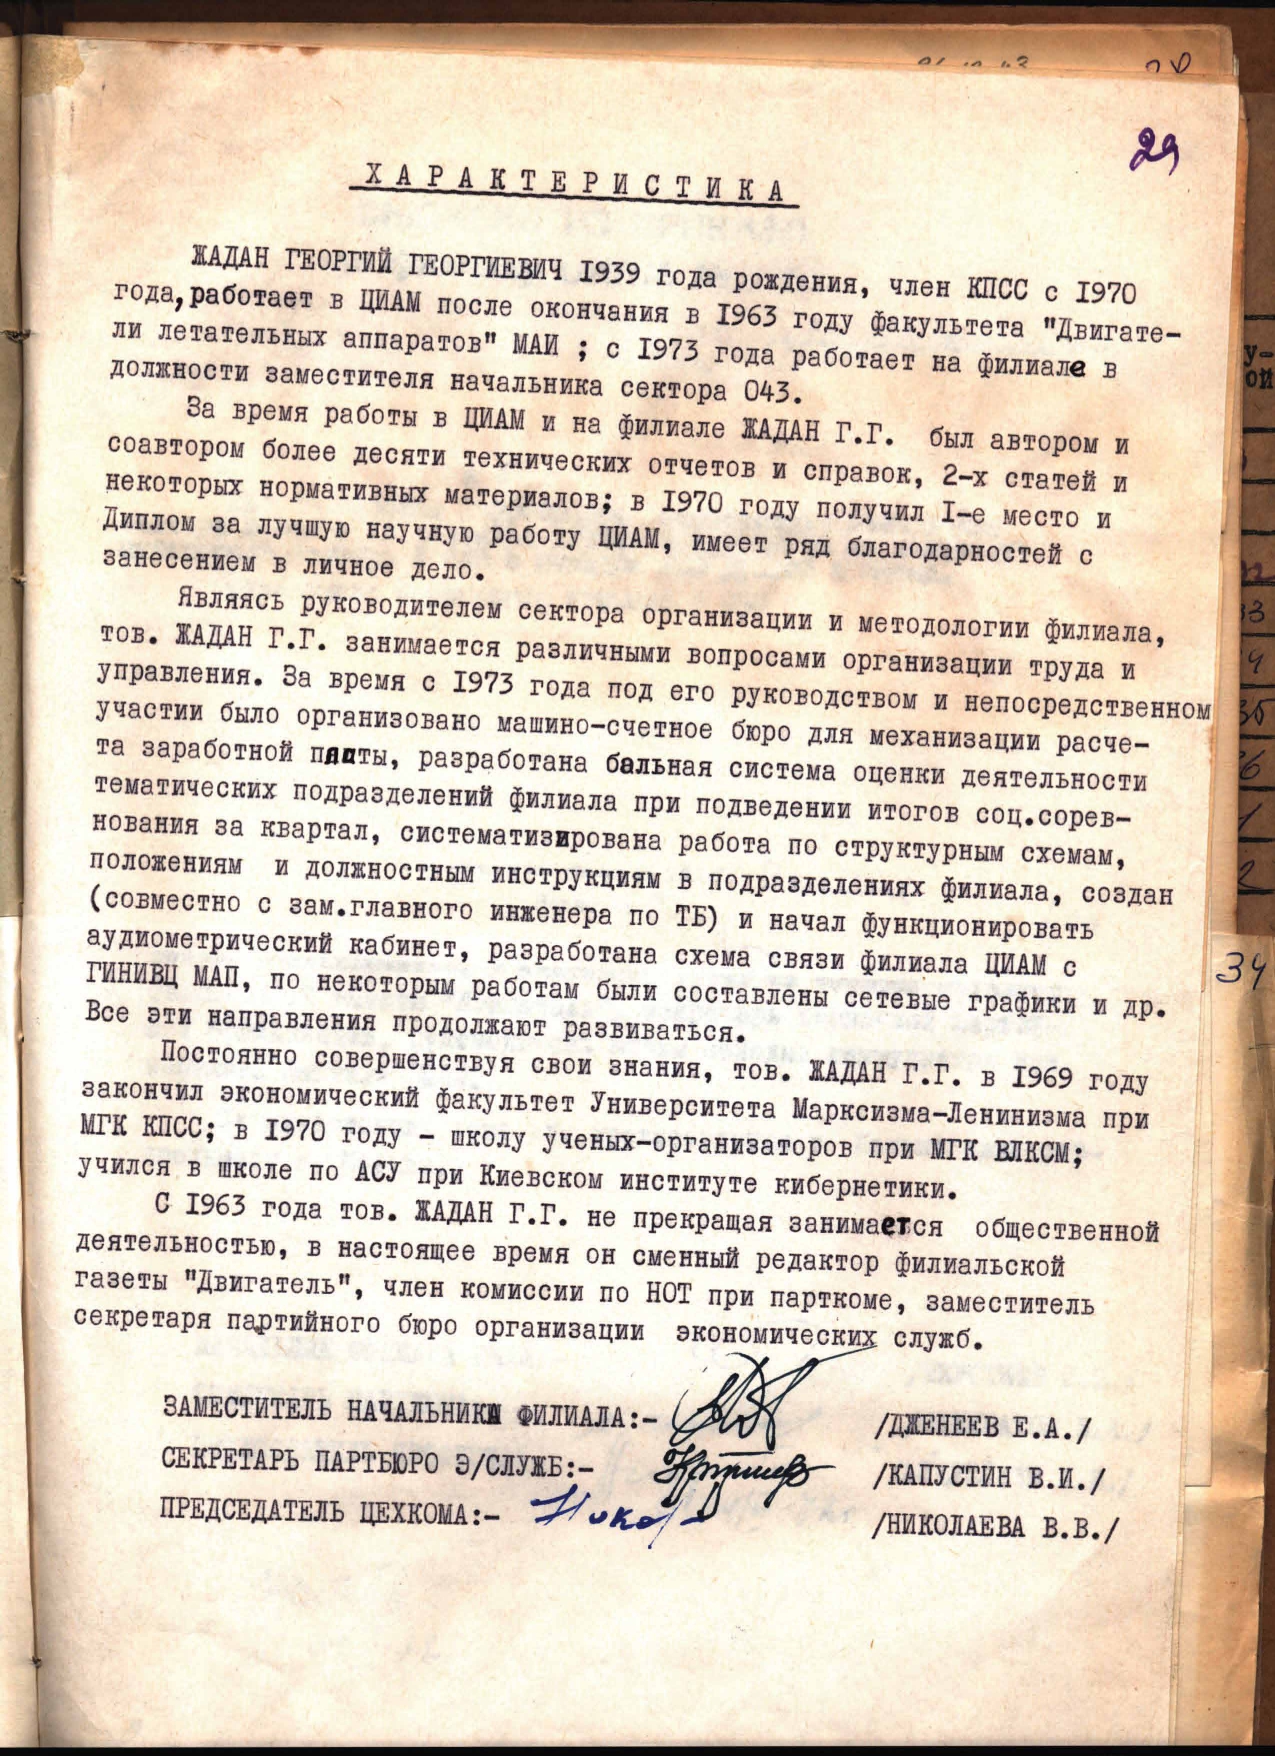 29
ХАРАКТЕРИСТИКА
ЖАДАН ГЕОРГИЙ ГЕОРГИЕВИЧ 1939 года рождения, член КПСС с 1970
года, работает в ЦИАМ после окончания в 1963 году факультета "Двигате-
ли летательных аппаратов" МАИ ; с 1973 года работает на филиале в
должности заместителя начальника сектора 043.
За время работы в ЦИАМ и на филиале ЖАДАН Г.Г. был автором и
соавтором более десяти технических отчетов и справок, 2-х статей и
некоторых нормативных материалов; в 1970 году получил I-е место и
Диплом за лучшую научную работу ЦИАМ, имеет ряд благодарностей с
занесением в личное дело.
Являясь руководителем сектора организации и методологии филиала,
тов. ЖАДАН Г.Г. занимается различными вопросами организации труда и
управления. За время с 1973 года под его руководством и непосредственном
участии было организовано машино-счетное бюро для механизации расче-
та заработной платы, разработана бальная система оценки деятельности
тематических подразделений филиала при подведении итогов соц.сорев-
нования за квартал, систематизирована работа по структурным схемам,
положениям и должностным инструкциям в подразделениях филиала, создан
(совместно с зам.главного инженера по ТБ) и начал функционировать
аудиометрический кабинет, разработана схема связи филиала ЦИАМ с
ГИНИВЦ МАП, по некоторым работам были составлены сетевые графики и др.
Все эти направления продолжают развиваться.
Постоянно совершенствуя свои знания, тов. ЖАДАН Г.Г. в 1969 году
закончил экономический факультет Университета Марксизма-Ленинизма при
МГК КПСС; в 1970 году - школу ученых-организаторов при МГК ВЛКСМ;
учился в школе по АСУ при Киевском институте кибернетики.
С 1963 года тов. ЖАДАН Г.Г. не прекращая занимается общественной
деятельностью, в настоящее время он сменный редактор филиальской
газеты "Двигатель", член комиссии по НОТ при парткоме, заместитель
секретаря партийного бюро организации экономических служб.
ЗАМЕСТИТЕЛЬ НАЧАЛЬНИКА ФИЛИАЛА:- /ДЖЕНЕЕВ Е.А./
СЕКРЕТАРЬ ПАРТБЮРО Э/СЛУЖБ:- /КАПУСТИН В.И./
ПРЕДСЕДАТЕЛЬ ЦЕХКОМА:- /НИКОЛАЕВА В.В./
34